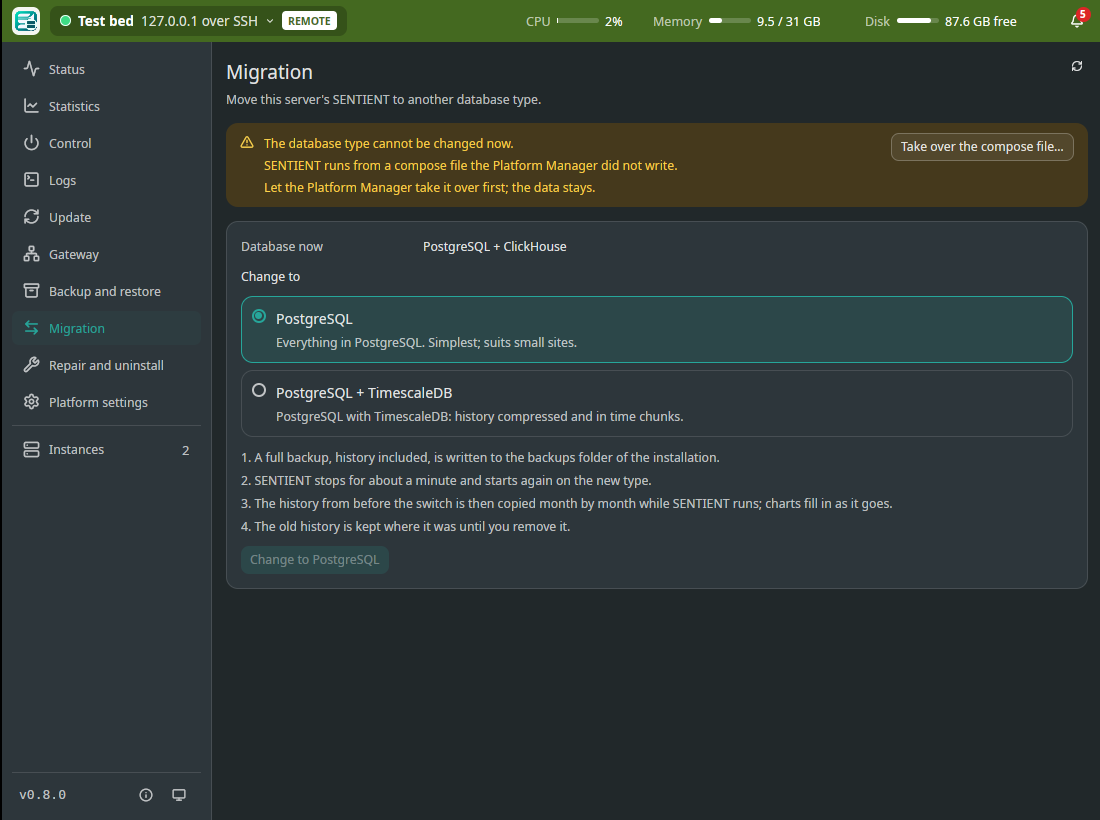 Test bed 127.0.0.1 over SSH REMOTE CPU 2% Memory 9.5 / 31 GB Disk 87.6 GB free 5
Status
Statistics
Control
Logs
Update
Gateway
Backup and restore
Migration
Repair and uninstall
Platform settings
Instances 2
v0.8.0
Migration
Move this server's SENTIENT to another database type.
The database type cannot be changed now.
SENTIENT runs from a compose file the Platform Manager did not write.
Let the Platform Manager take it over first; the data stays.
Take over the compose file...
Database now PostgreSQL + ClickHouse
Change to
PostgreSQL
Everything in PostgreSQL. Simplest; suits small sites.
PostgreSQL + TimescaleDB
PostgreSQL with TimescaleDB: history compressed and in time chunks.
1. A full backup, history included, is written to the backups folder of the installation.
2. SENTIENT stops for about a minute and starts again on the new type.
3. The history from before the switch is then copied month by month while SENTIENT runs; charts fill in as it goes.
4. The old history is kept where it was until you remove it.
Change to PostgreSQL